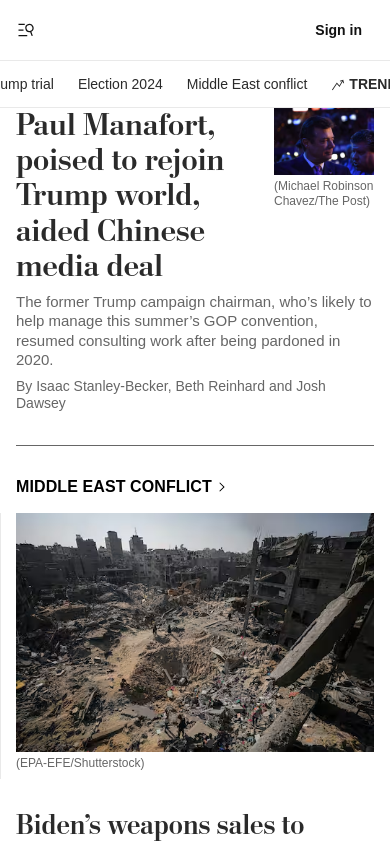 Sign in
ump trial Election 2024 Middle East conflict TREN
Paul Manafort,
poised to rejoin
Trump world,
aided Chinese
media deal
(Michael Robinson
Chavez/The Post)
The former Trump campaign chairman, who’s likely to
help manage this summer’s GOP convention,
resumed consulting work after being pardoned in
2020.
By Isaac Stanley-Becker, Beth Reinhard and Josh
Dawsey
MIDDLE EAST CONFLICT
(EPA-EFE/Shutterstock)
Biden’s weapons sales to